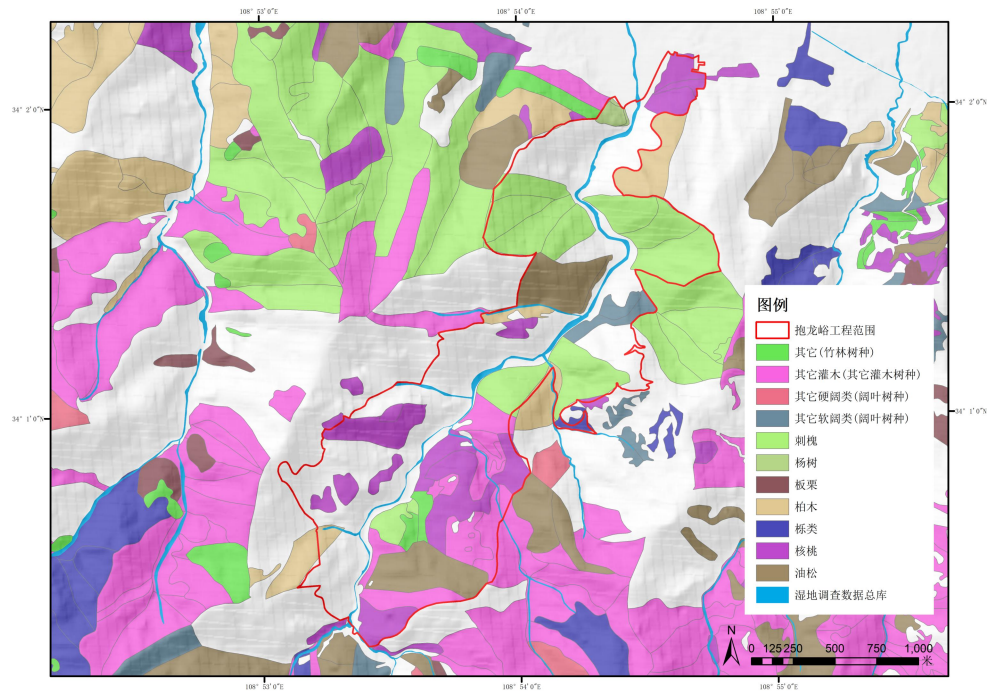 108° 53′0″E 108° 54′0″E 108° 55′0″E
34° 2′0″N 34° 2′0″N
34° 1′0″N 34° 1′0″N
图例
抱龙峪工程范围
其它(竹林树种)
其它灌木(其它灌木树种)
其它硬阔类(阔叶树种)
其它软阔类(阔叶树种)
刺槐
杨树
板栗
柏木
栎类
核桃
油松
湿地调查数据总库
N
0 125 250 500 750 1,000
米
108° 53′0″E 108° 54′0″E 108° 55′0″E